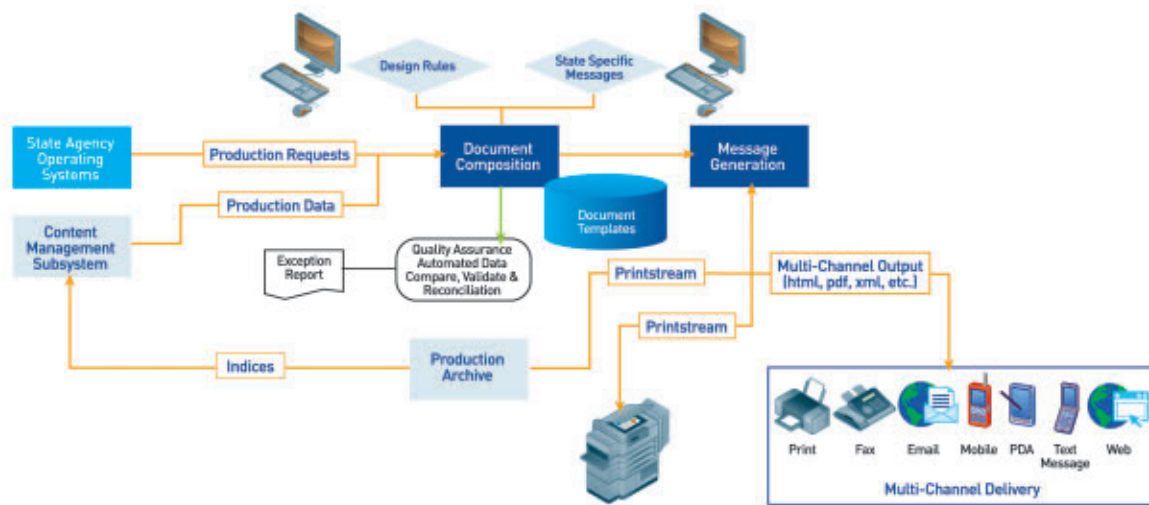 Design Rules
State Specific
Messages
State Agency
Operating
Systems
Production Requests
Document
Composition
Message
Generation
Production Data
Content
Management
Subsystem
Document
Templates
Exception
Report
Quality Assurance
Automated Data
Compare, Validate &
Reconciliation
Printstream
Multi-Channel Output
(html, pdf, xml, etc.)
Printstream
Indices
Production
Archive
Print
Fax
Email
Mobile
PDA
Text
Message
Web
Multi-Channel Delivery